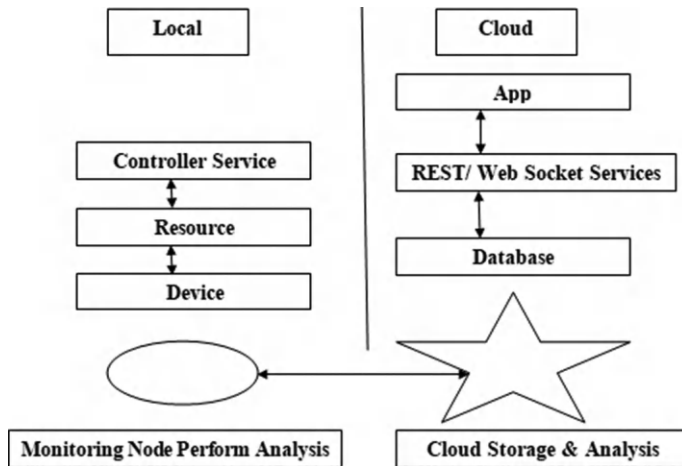 Local
Cloud
App
Controller Service
REST/ Web Socket Services
Resource
Database
Device
Monitoring Node Perform Analysis
Cloud Storage & Analysis